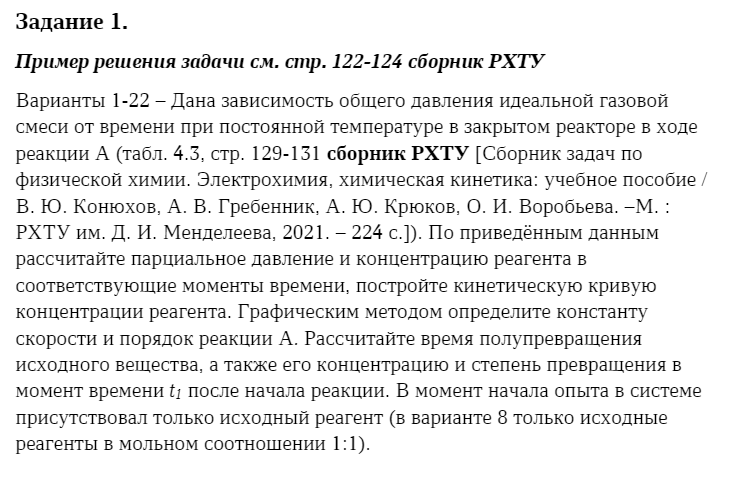 Задание 1.
Пример решения задачи см. стр. 122-124 сборник РХТУ
Варианты 1-22 – Дана зависимость общего давления идеальной газовой
смеси от времени при постоянной температуре в закрытом реакторе в ходе
реакции А (табл. 4.3, стр. 129-131 сборник РХТУ [Сборник задач по
физической химии. Электрохимия, химическая кинетика: учебное пособие /
В. Ю. Конюхов, А. В. Гребенник, А. Ю. Крюков, О. И. Воробьева. –М. :
РХТУ им. Д. И. Менделеева, 2021. – 224 с.]). По приведённым данным
рассчитайте парциальное давление и концентрацию реагента в
соответствующие моменты времени, постройте кинетическую кривую
концентрации реагента. Графическим методом определите константу
скорости и порядок реакции А. Рассчитайте время полупревращения
исходного вещества, а также его концентрацию и степень превращения в
момент времени t1 после начала реакции. В момент начала опыта в системе
присутствовал только исходный реагент (в варианте 8 только исходные
реагенты в мольном соотношении 1:1).